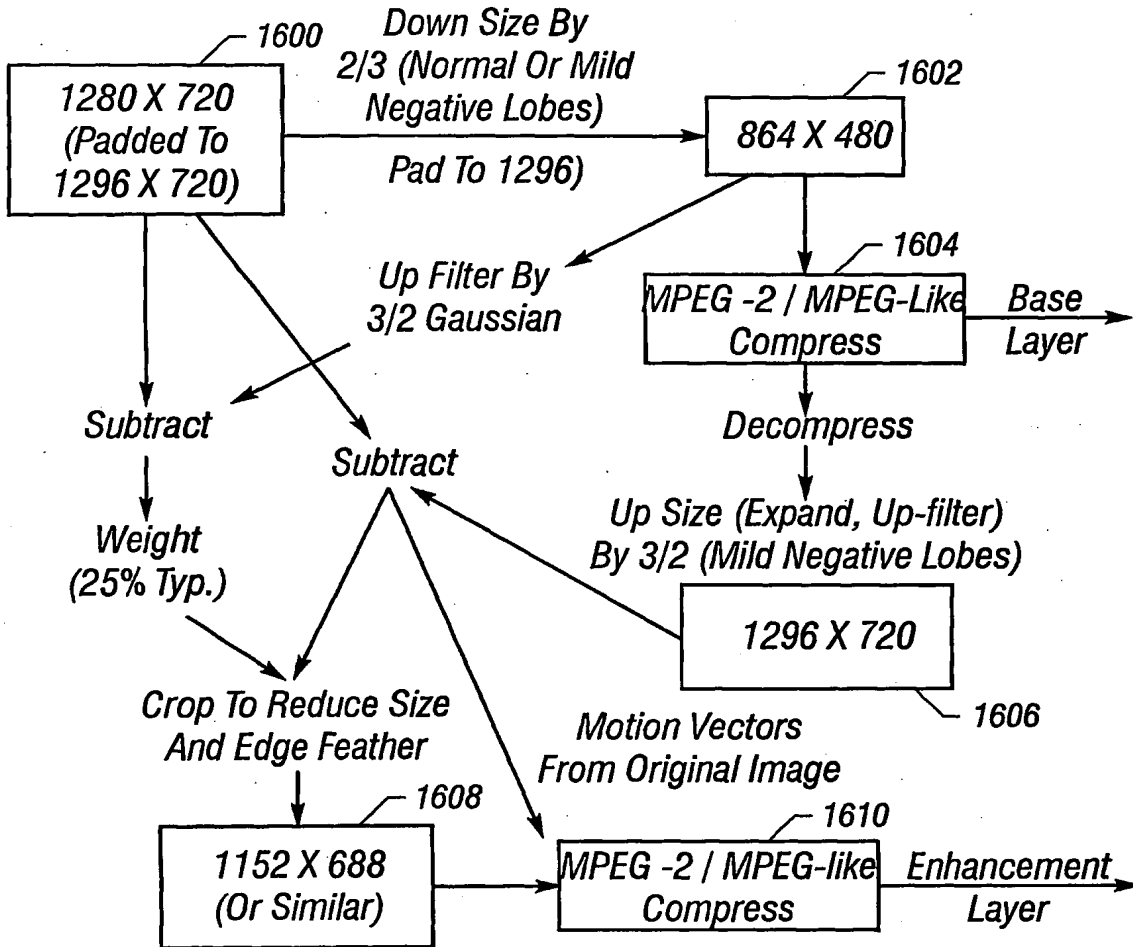 1600
1280 X 720
(Padded To
1296 X 720)
Down Size By
2/3 (Normal Or Mild
Negative Lobes)
Pad To 1296)
1602
864 X 480
Up Filter By
3/2 Gaussian
1604
MPEG -2 / MPEG-Like
Compress
Base
Layer
Subtract
Subtract
Decompress
Weight
(25% Typ.)
Up Size (Expand, Up-filter)
By 3/2 (Mild Negative Lobes)
1296 X 720
1606
Crop To Reduce Size
And Edge Feather
Motion Vectors
From Original Image
1608
1152 X 688
(Or Similar)
1610
MPEG -2 / MPEG-like
Compress
Enhancement
Layer